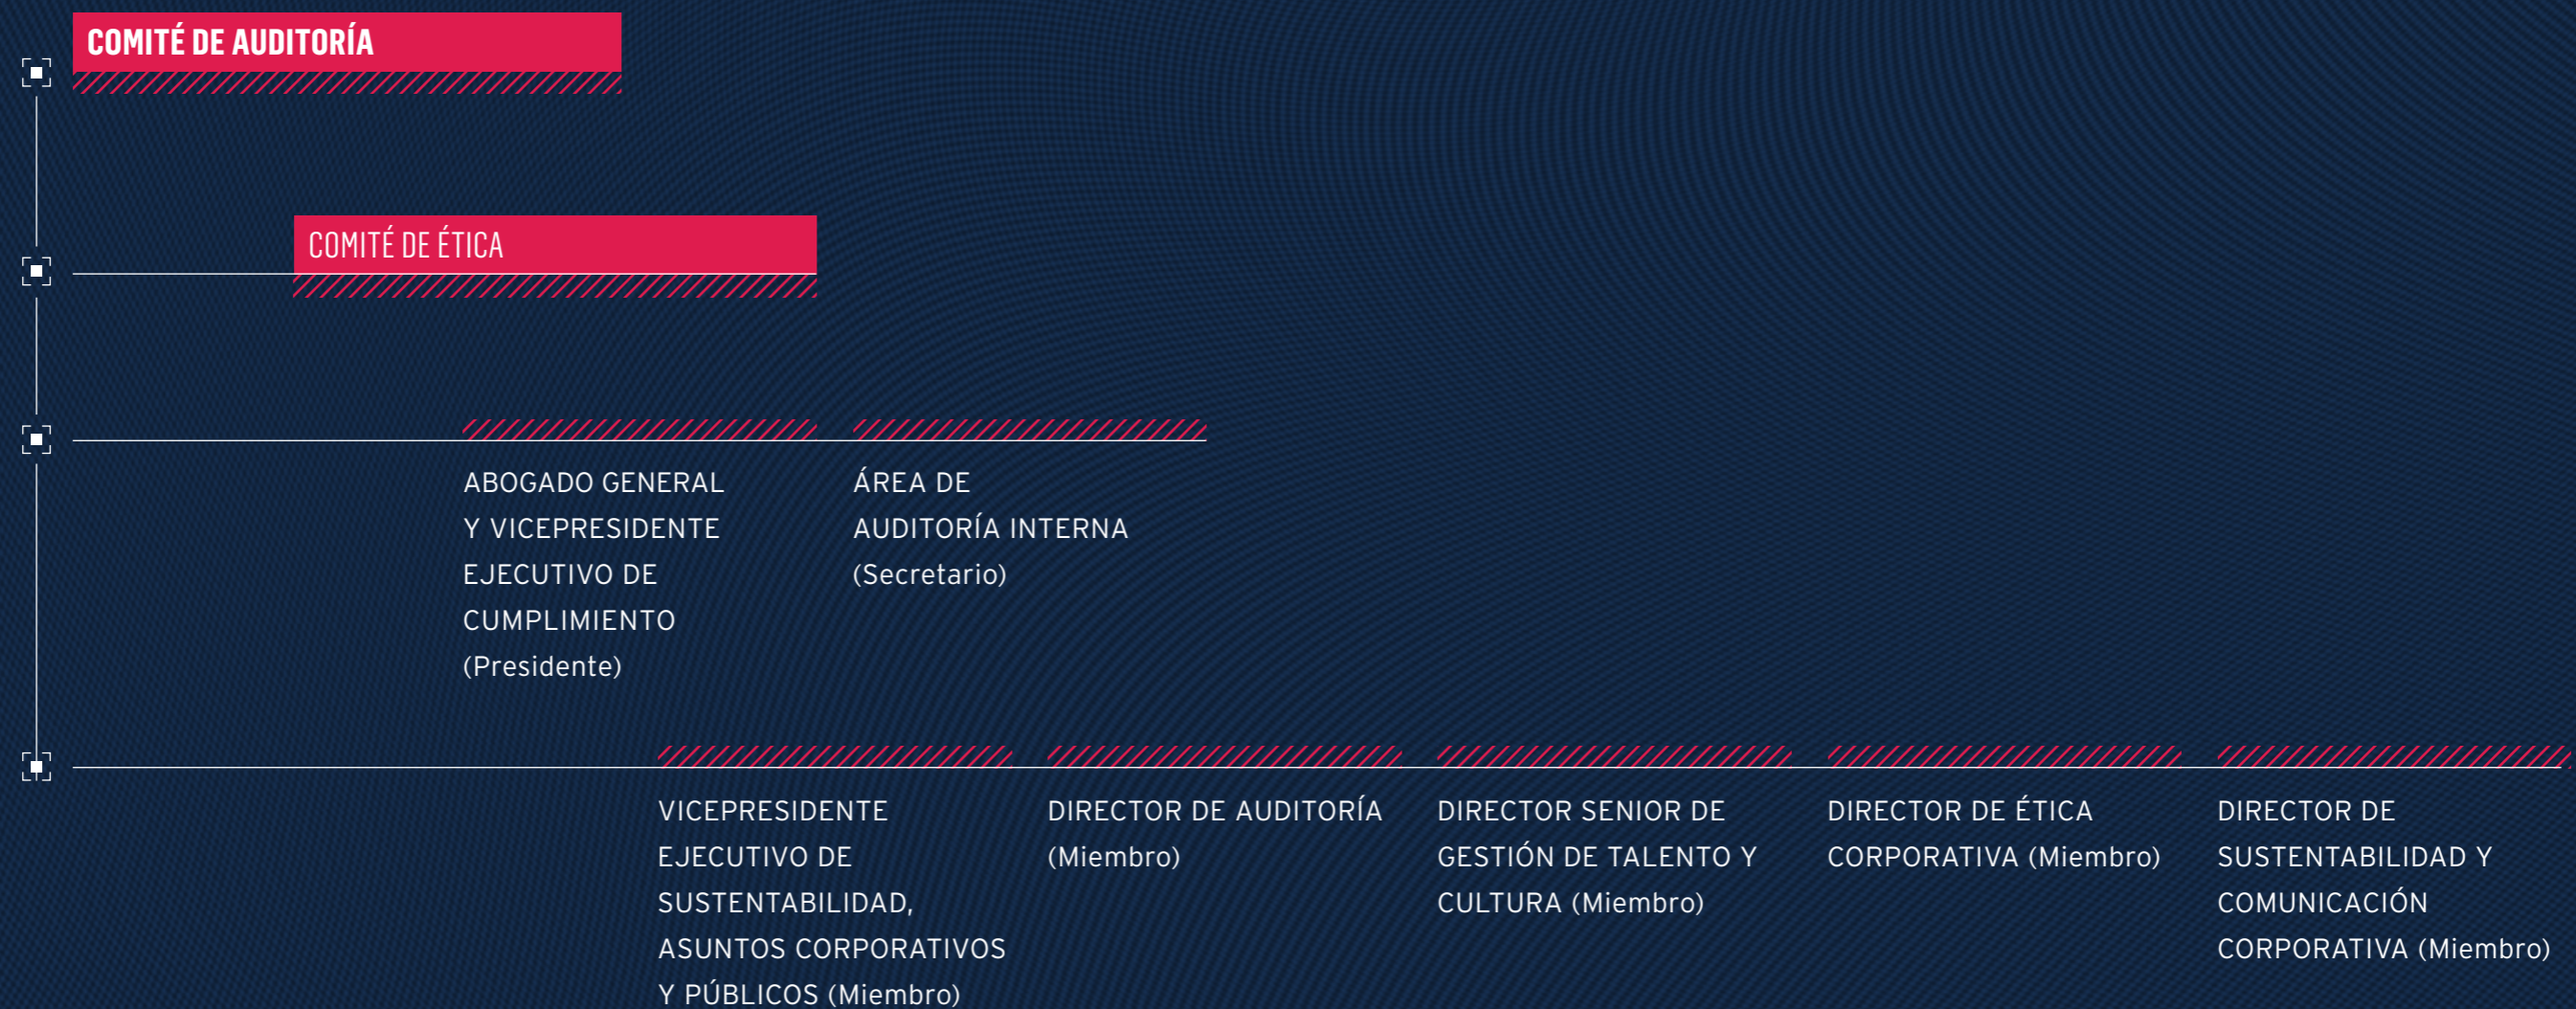 COMITÉ DE AUDITORÍA
COMITÉ DE ÉTICA
ABOGADO GENERAL
Y VICEPRESIDENTE
EJECUTIVO DE
CUMPLIMIENTO
(Presidente)
ÁREA DE
AUDITORÍA INTERNA
(Secretario)
VICEPRESIDENTE
EJECUTIVO DE
SUSTENTABILIDAD,
ASUNTOS CORPORATIVOS
Y PÚBLICOS (Miembro)
DIRECTOR DE AUDITORÍA
(Miembro)
DIRECTOR SENIOR DE
GESTIÓN DE TALENTO Y
CULTURA (Miembro)
DIRECTOR DE ÉTICA
CORPORATIVA (Miembro)
DIRECTOR DE
SUSTENTABILIDAD Y
COMUNICACIÓN
CORPORATIVA (Miembro)